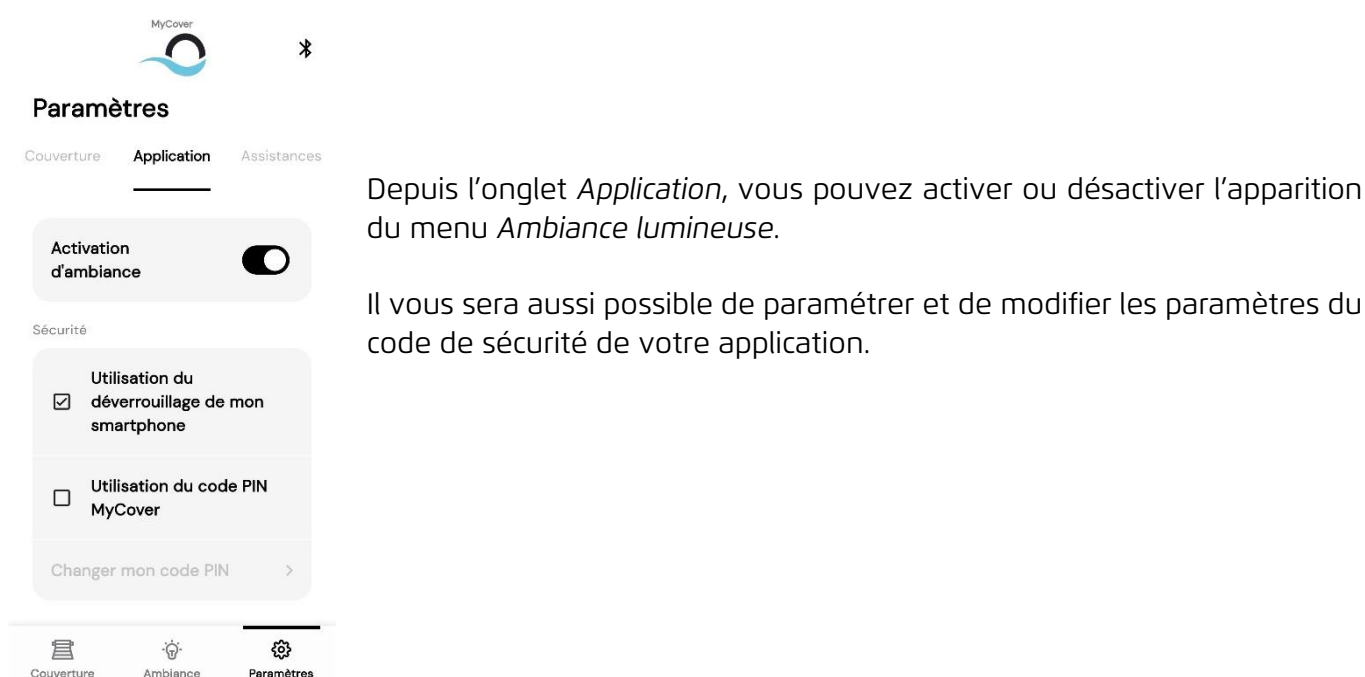 MyCover
Paramètres
Couverture Application Assistances
Activation
d'ambiance
Sécurité
Utilisation du
déverrouillage de mon
smartphone
Utilisation du code PIN
MyCover
Changer mon code PIN
Couverture Ambiance Paramètres
Depuis l’onglet Application, vous pouvez activer ou désactiver l’apparition
du menu Ambiance lumineuse.
Il vous sera aussi possible de paramétrer et de modifier les paramètres du
code de sécurité de votre application.